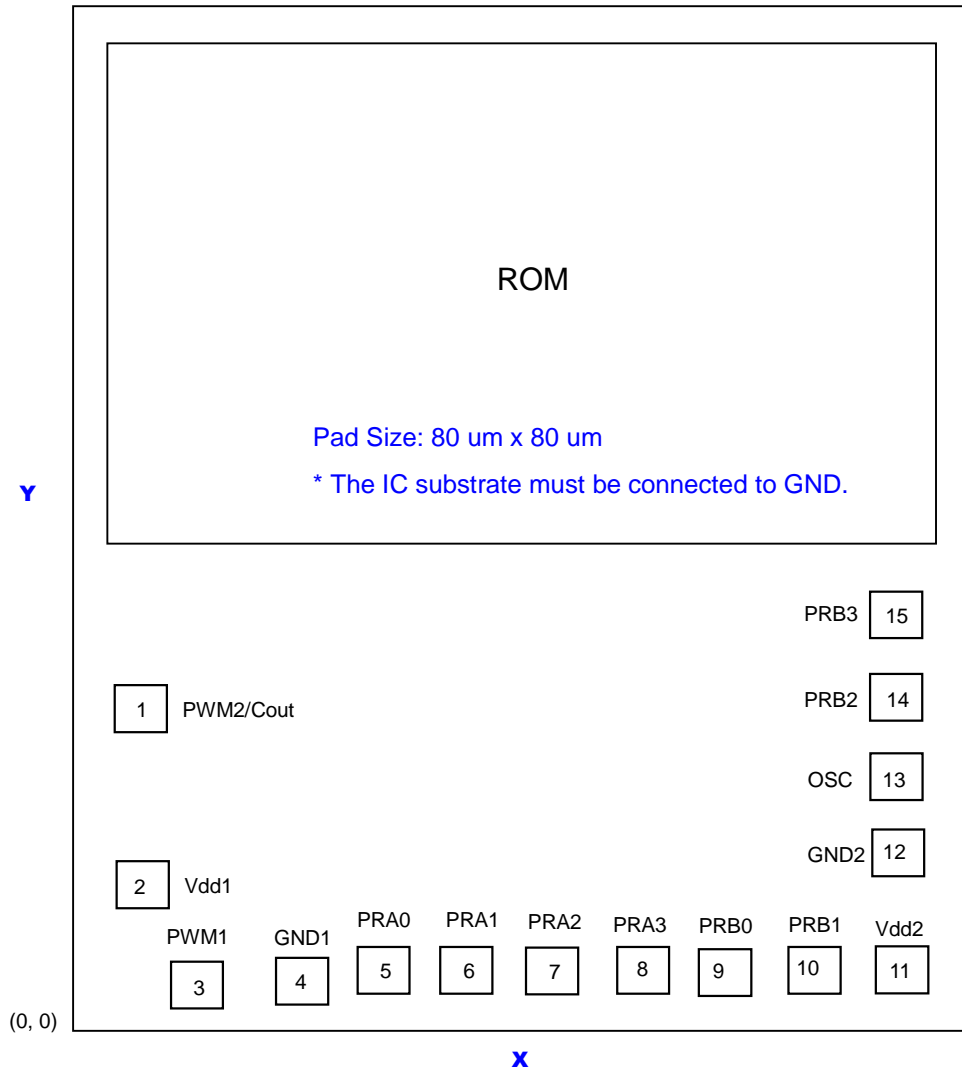 ROM
Pad Size: 80 um x 80 um
* The IC substrate must be connected to GND.
Y
PRB3 15
1 PWM2/Cout
PRB2 14
OSC 13
GND2 12
2 Vdd1
PWM1 GND1 PRA0 PRA1 PRA2 PRA3 PRB0 PRB1 Vdd2
3 4 5 6 7 8 9 10 11
(0, 0)
X